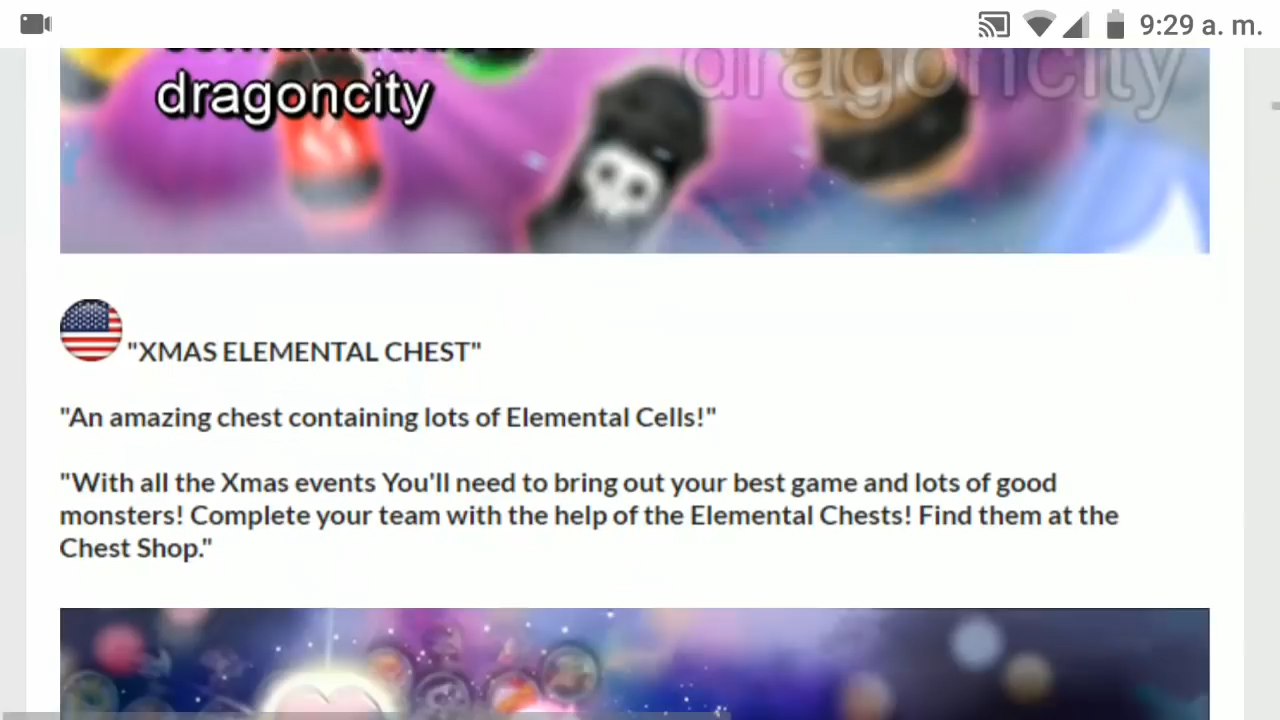 9:29 a. m.
dragoncity
dragoncity
"XMAS ELEMENTAL CHEST"
"An amazing chest containing lots of Elemental Cells!"
"With all the Xmas events You'll need to bring out your best game and lots of good
monsters! Complete your team with the help of the Elemental Chests! Find them at the
Chest Shop."